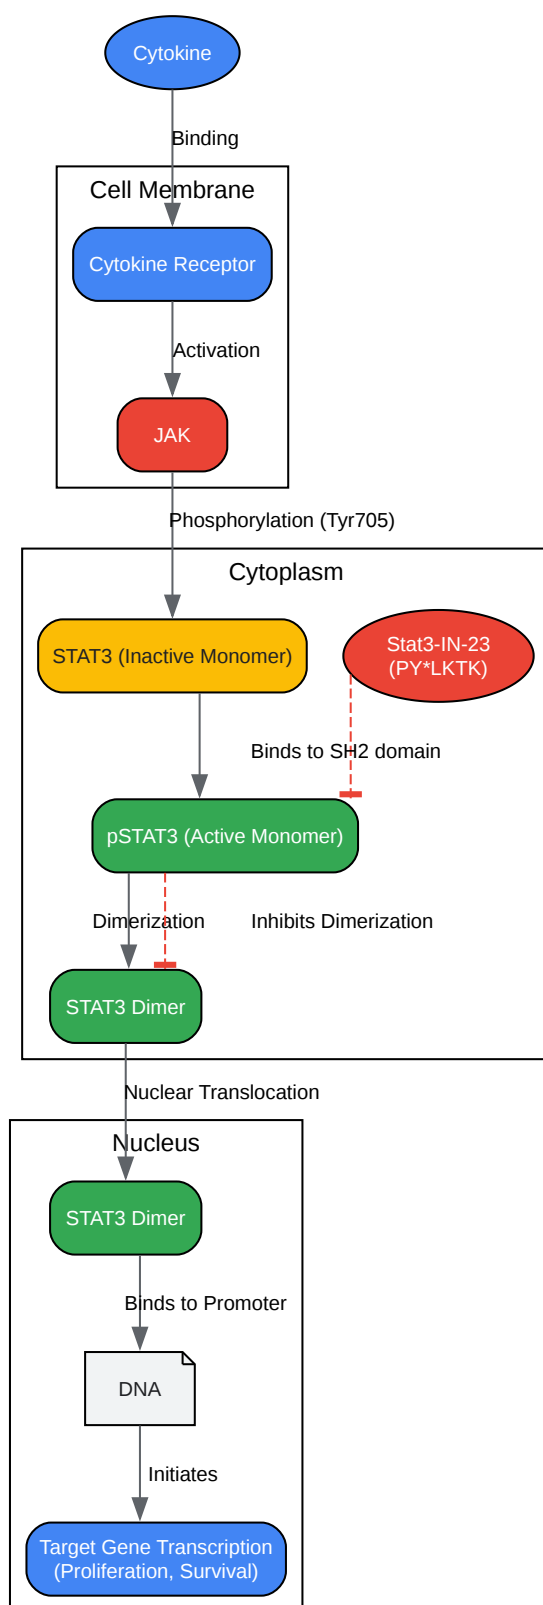 Cytokine
Binding
Cell Membrane
Cytokine Receptor
Activation
JAK
Phosphorylation (Tyr705)
Cytoplasm
STAT3 (Inactive Monomer)
Stat3-IN-23
(PY*LKTK)
Binds to SH2 domain
pSTAT3 (Active Monomer)
Dimerization
Inhibits Dimerization
STAT3 Dimer
Nuclear Translocation
Nucleus
STAT3 Dimer
Binds to Promoter
DNA
Initiates
Target Gene Transcription
(Proliferation, Survival)